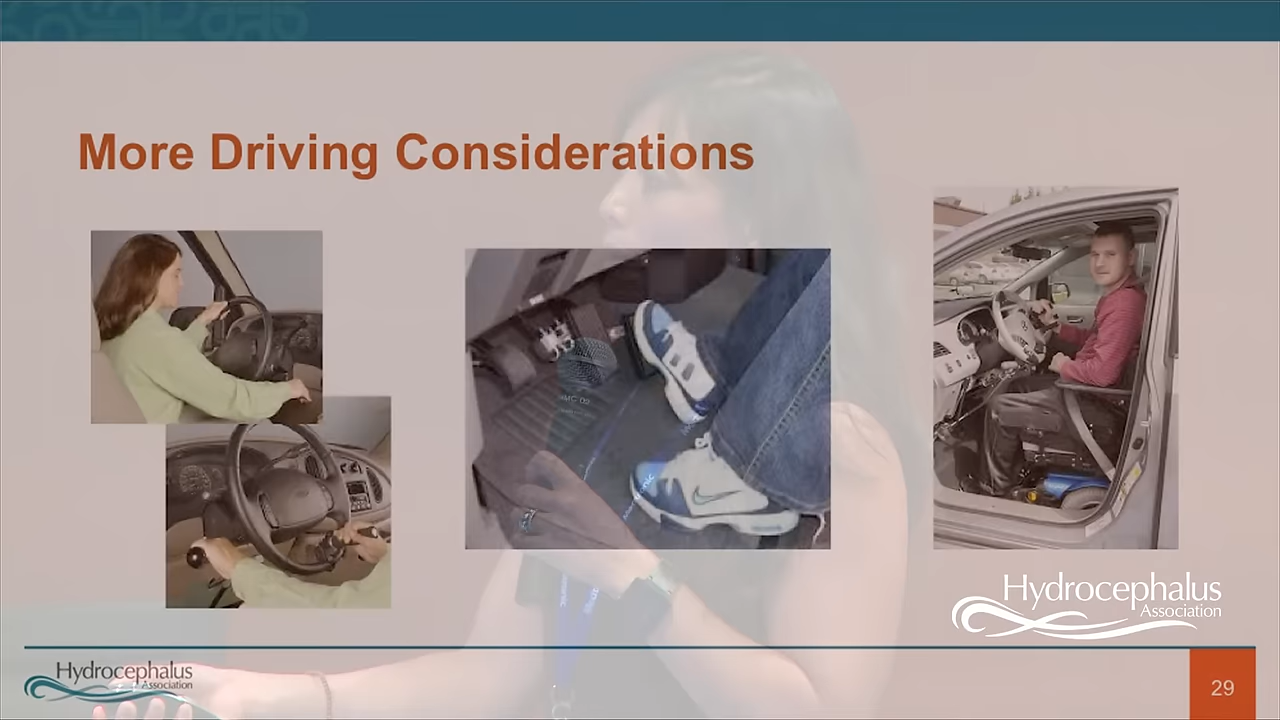 More Driving Considerations
Hydrocephalus
Association
Hydrocephalus
Association
29